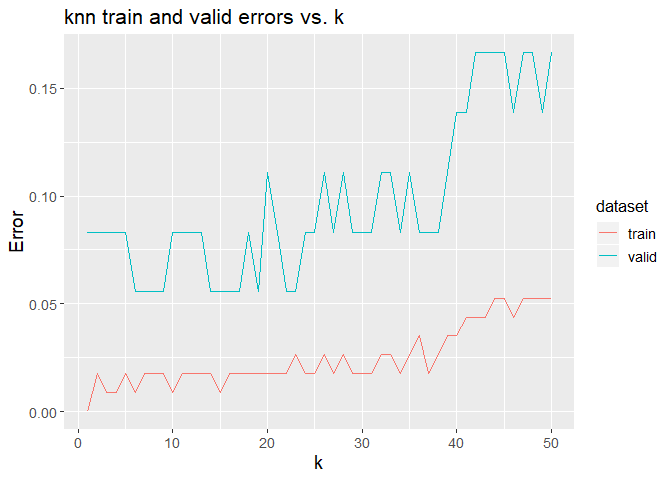 knn train and valid errors vs. k
0.15
0.10
0.05
0.00
Error
0
10
20
30
40
50
k
dataset
train
valid